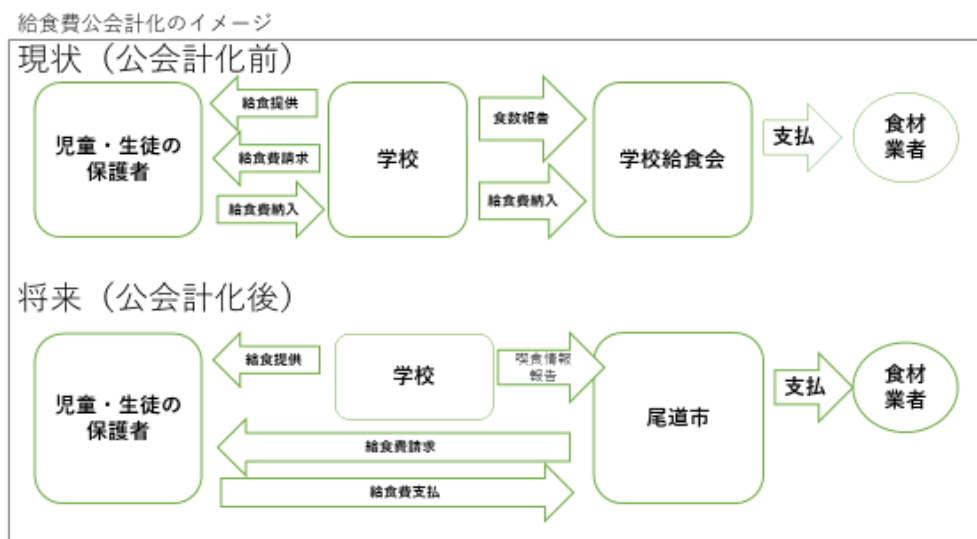 給食費公会計化のイメージ
現状（公会計化前）
児童・生徒の
保護者
給食提供
給食費請求
給食費納入
学校
食数報告
給食費納入
学校給食会
支払
食材
業者
将来（公会計化後）
児童・生徒の
保護者
給食提供
学校
喫食情報
報告
給食費請求
給食費支払
尾道市
支払
食材
業者